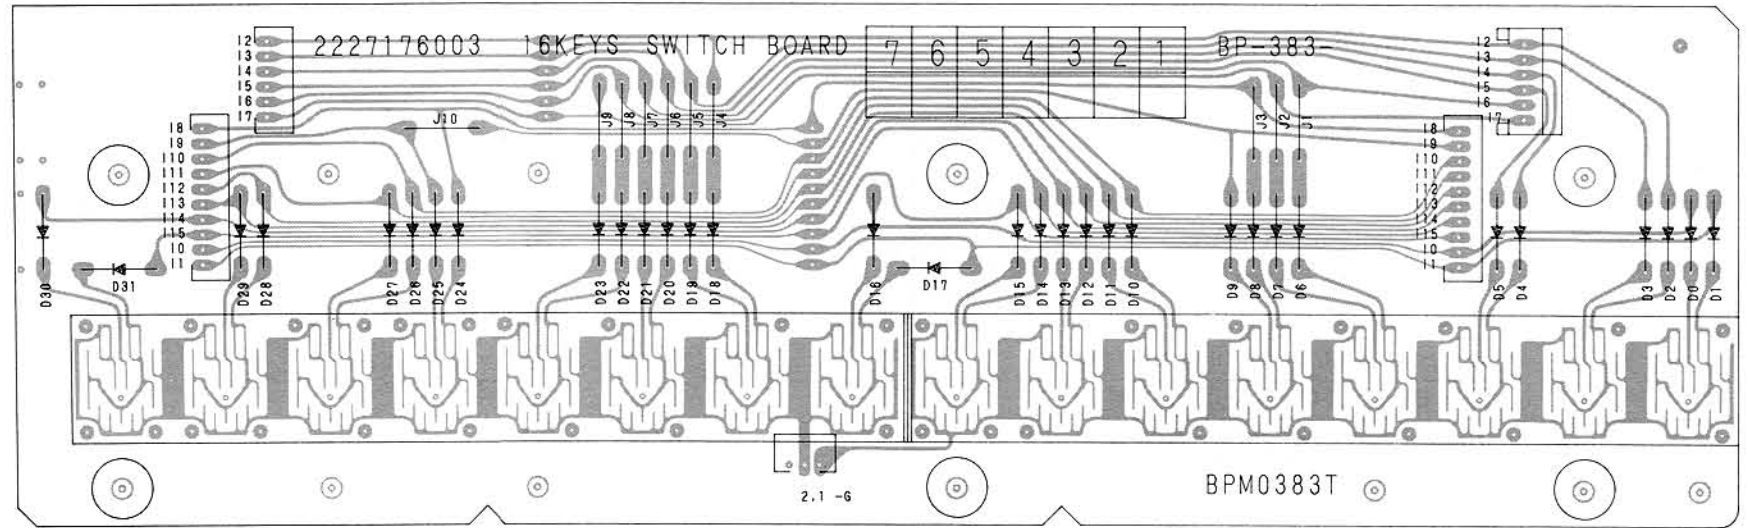 2227176003 16KEYS SWITCH BOARD 7 6 5 4 3 2 1 BP-383-
I2
I3
I4
I5
I6
I7
I8
I9
I10
I11
I12
I13
I14
I15
I0
I1
J10
J9 J8 J7 J6 J5 J4
J3 J2 J1
I2
I3
I4
I5
I6
I7
I8
I9
I10
I11
I12
I13
I14
I15
I0
I1
D30 D31 D29 D28 D27 D26 D25 D24 D23 D22 D21 D20 D19 D18 D16 D17 D15 D14 D13 D12 D11 D10 D9 D8 D7 D6 D5 D4 D3 D2 D0 D1
2.1 -G
BPM0383T